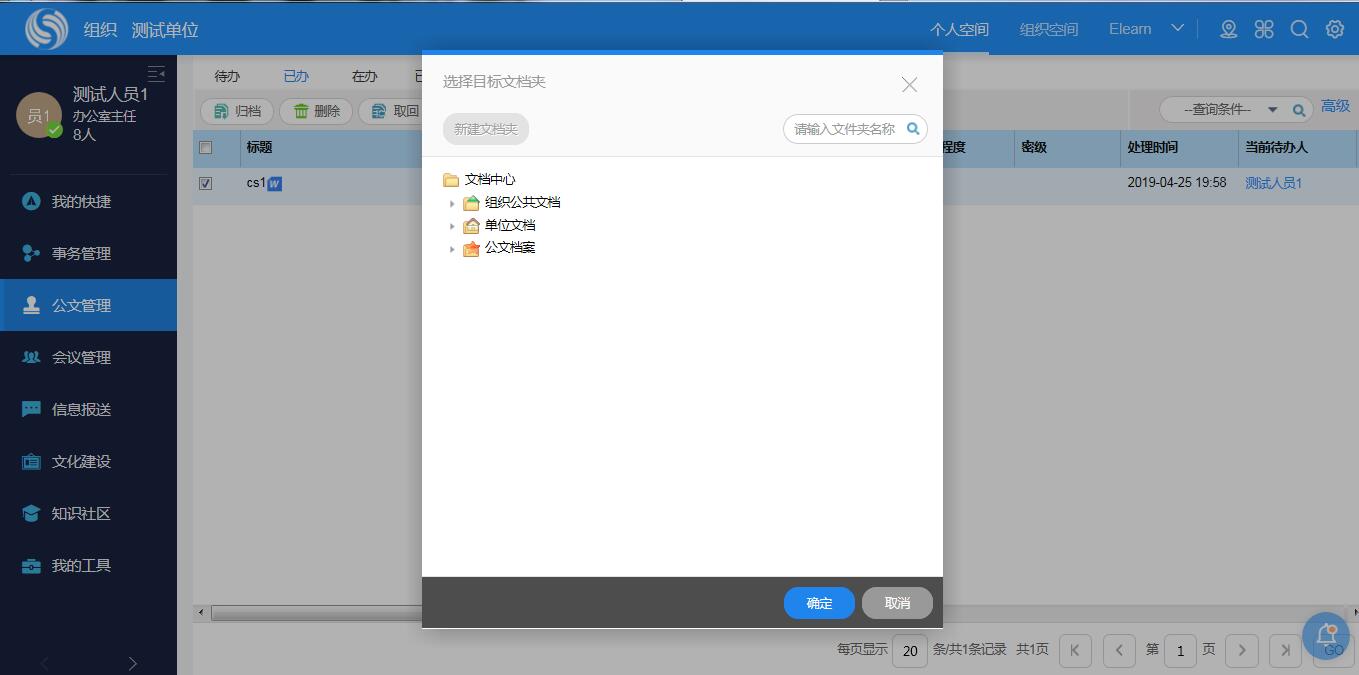 组织 测试单位
个人空间 组织空间 Elearn
员1
测试人员1
办公室主任
8人
我的快捷
事务管理
公文管理
会议管理
信息报送
文化建设
知识社区
我的工具
待办 已办 在办
归档 删除 取回
--查询条件-- 高级
标题 程度 密级 处理时间 当前待办人
cs1 2019-04-25 19:58 测试人员1
选择目标文档夹
新建文档夹 请输入文件夹名称
文档中心
组织公共文档
单位文档
公文档案
确定 取消
每页显示 20 条/共1条记录 共1页 第 1 页 GO